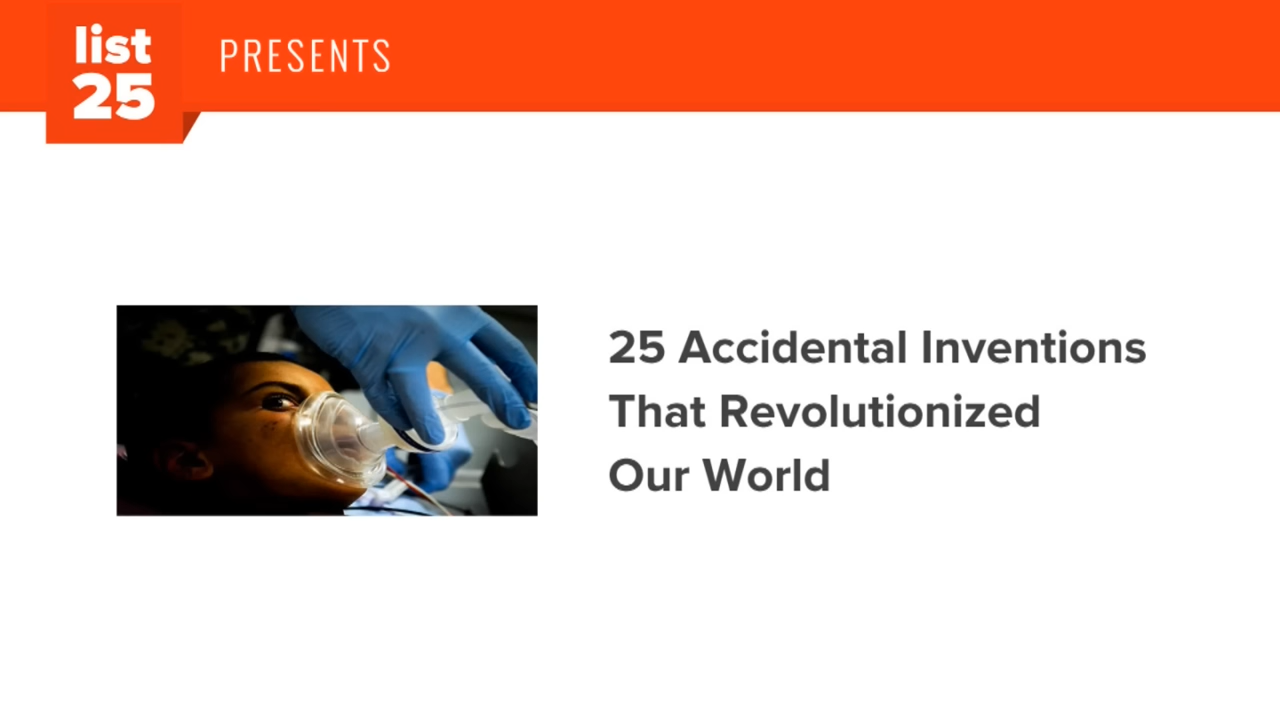 list
25
PRESENTS
25 Accidental Inventions
That Revolutionized
Our World